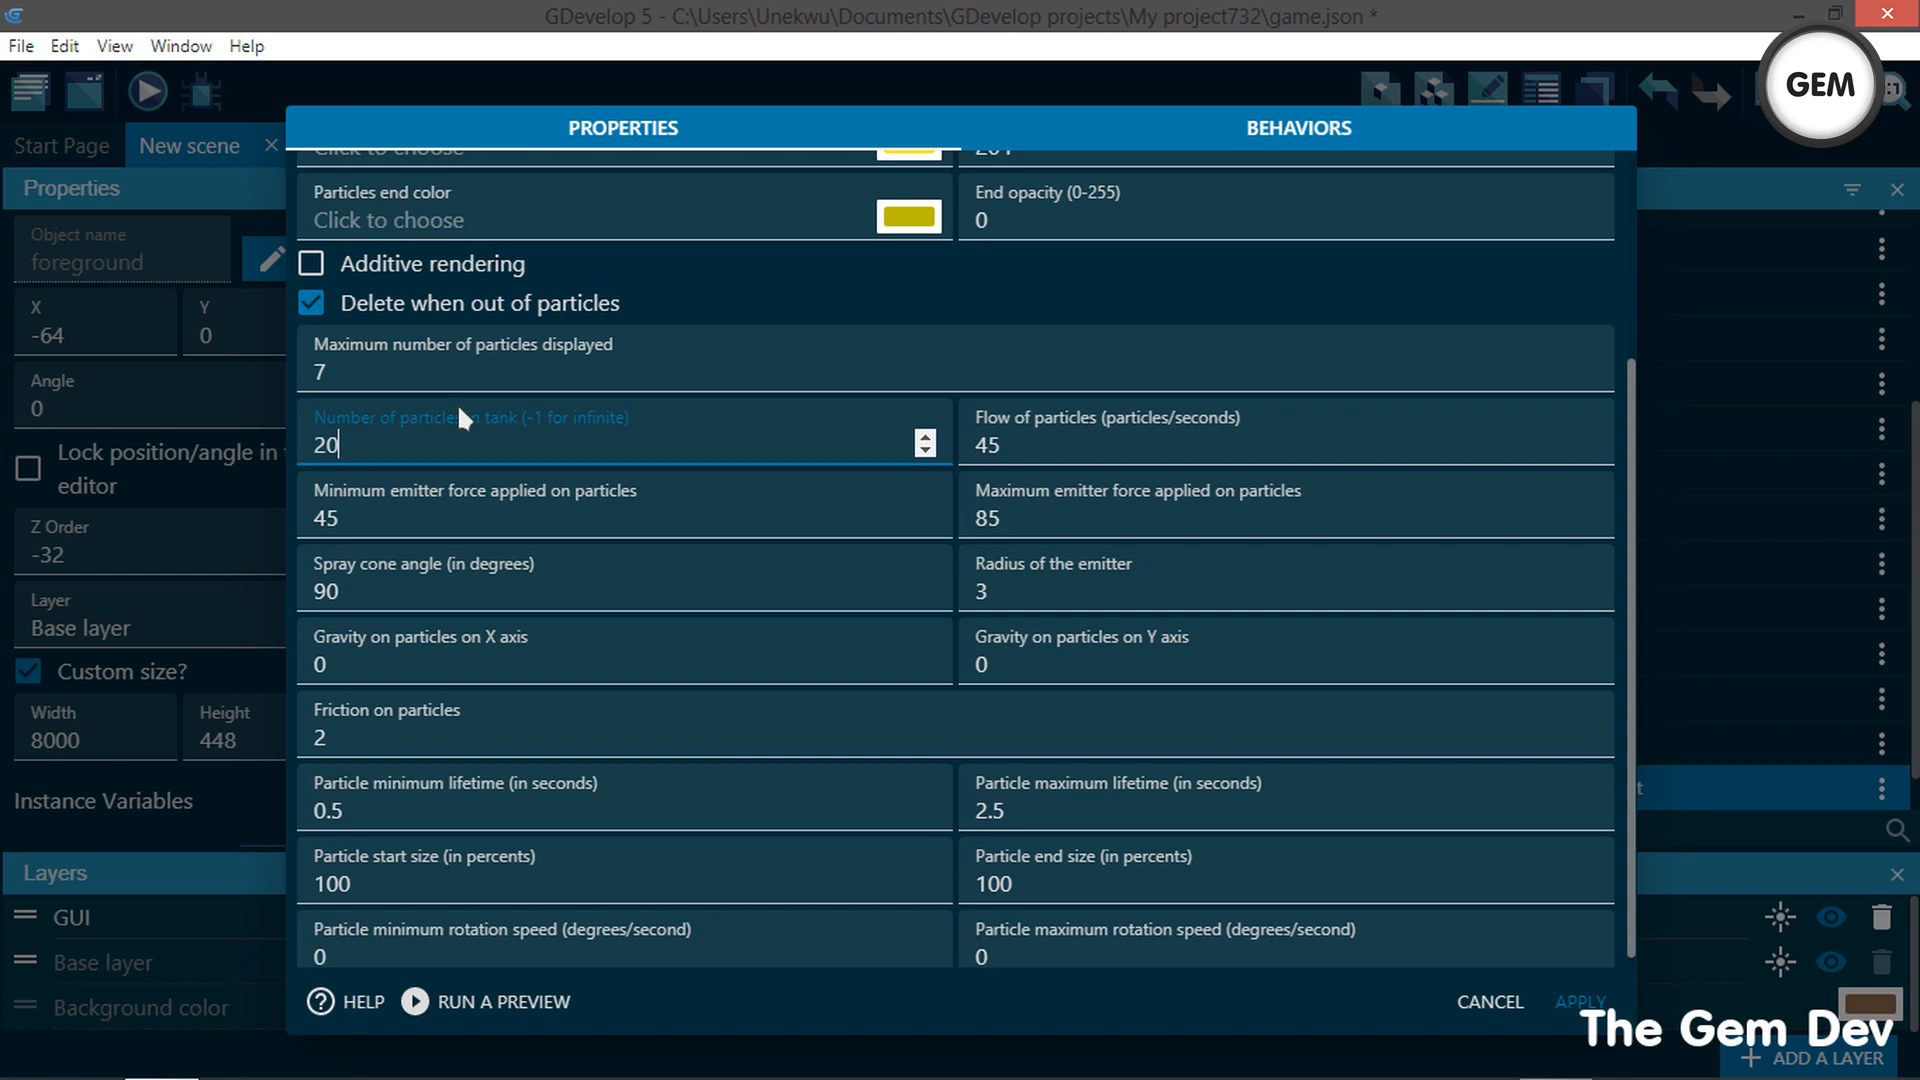 GDevelop 5 - C:\Users\Unekwu\Documents\GDevelop projects\My project732\game.json *
File Edit View Window Help
GEM
Start Page New scene
PROPERTIES BEHAVIORS
Properties
Click to choose
Particles end color
Click to choose
End opacity (0-255)
0
Object name
foreground
Additive rendering
Delete when out of particles
X
-64
Y
0
Maximum number of particles displayed
7
Angle
0
Number of particles in tank (-1 for infinite)
20
Flow of particles (particles/seconds)
45
Lock position/angle in
editor
Minimum emitter force applied on particles
45
Maximum emitter force applied on particles
85
Z Order
-32
Spray cone angle (in degrees)
90
Radius of the emitter
3
Layer
Base layer
Gravity on particles on X axis
0
Gravity on particles on Y axis
0
Custom size?
Width
8000
Height
448
Friction on particles
2
Particle minimum lifetime (in seconds)
0.5
Particle maximum lifetime (in seconds)
2.5
Instance Variables
Particle start size (in percents)
100
Particle end size (in percents)
100
Layers
GUI
Base layer
Background color
Particle minimum rotation speed (degrees/second)
0
Particle maximum rotation speed (degrees/second)
0
HELP RUN A PREVIEW
CANCEL APPLY
The Gem Dev
ADD A LAYER